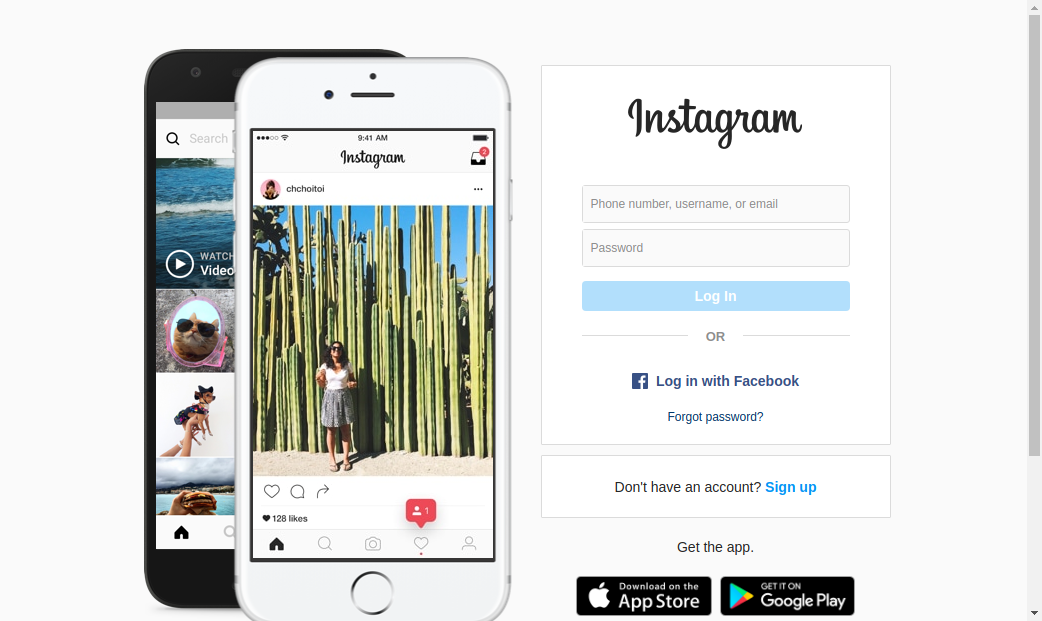 Search
WATCH
Video
9:41 AM
Instagram
2
chchoitoi
128 likes
1
Instagram
Phone number, username, or email
Password
Log In
OR
Log in with Facebook
Forgot password?
Don't have an account? Sign up
Get the app.
Download on the
App Store
GET IT ON
Google Play